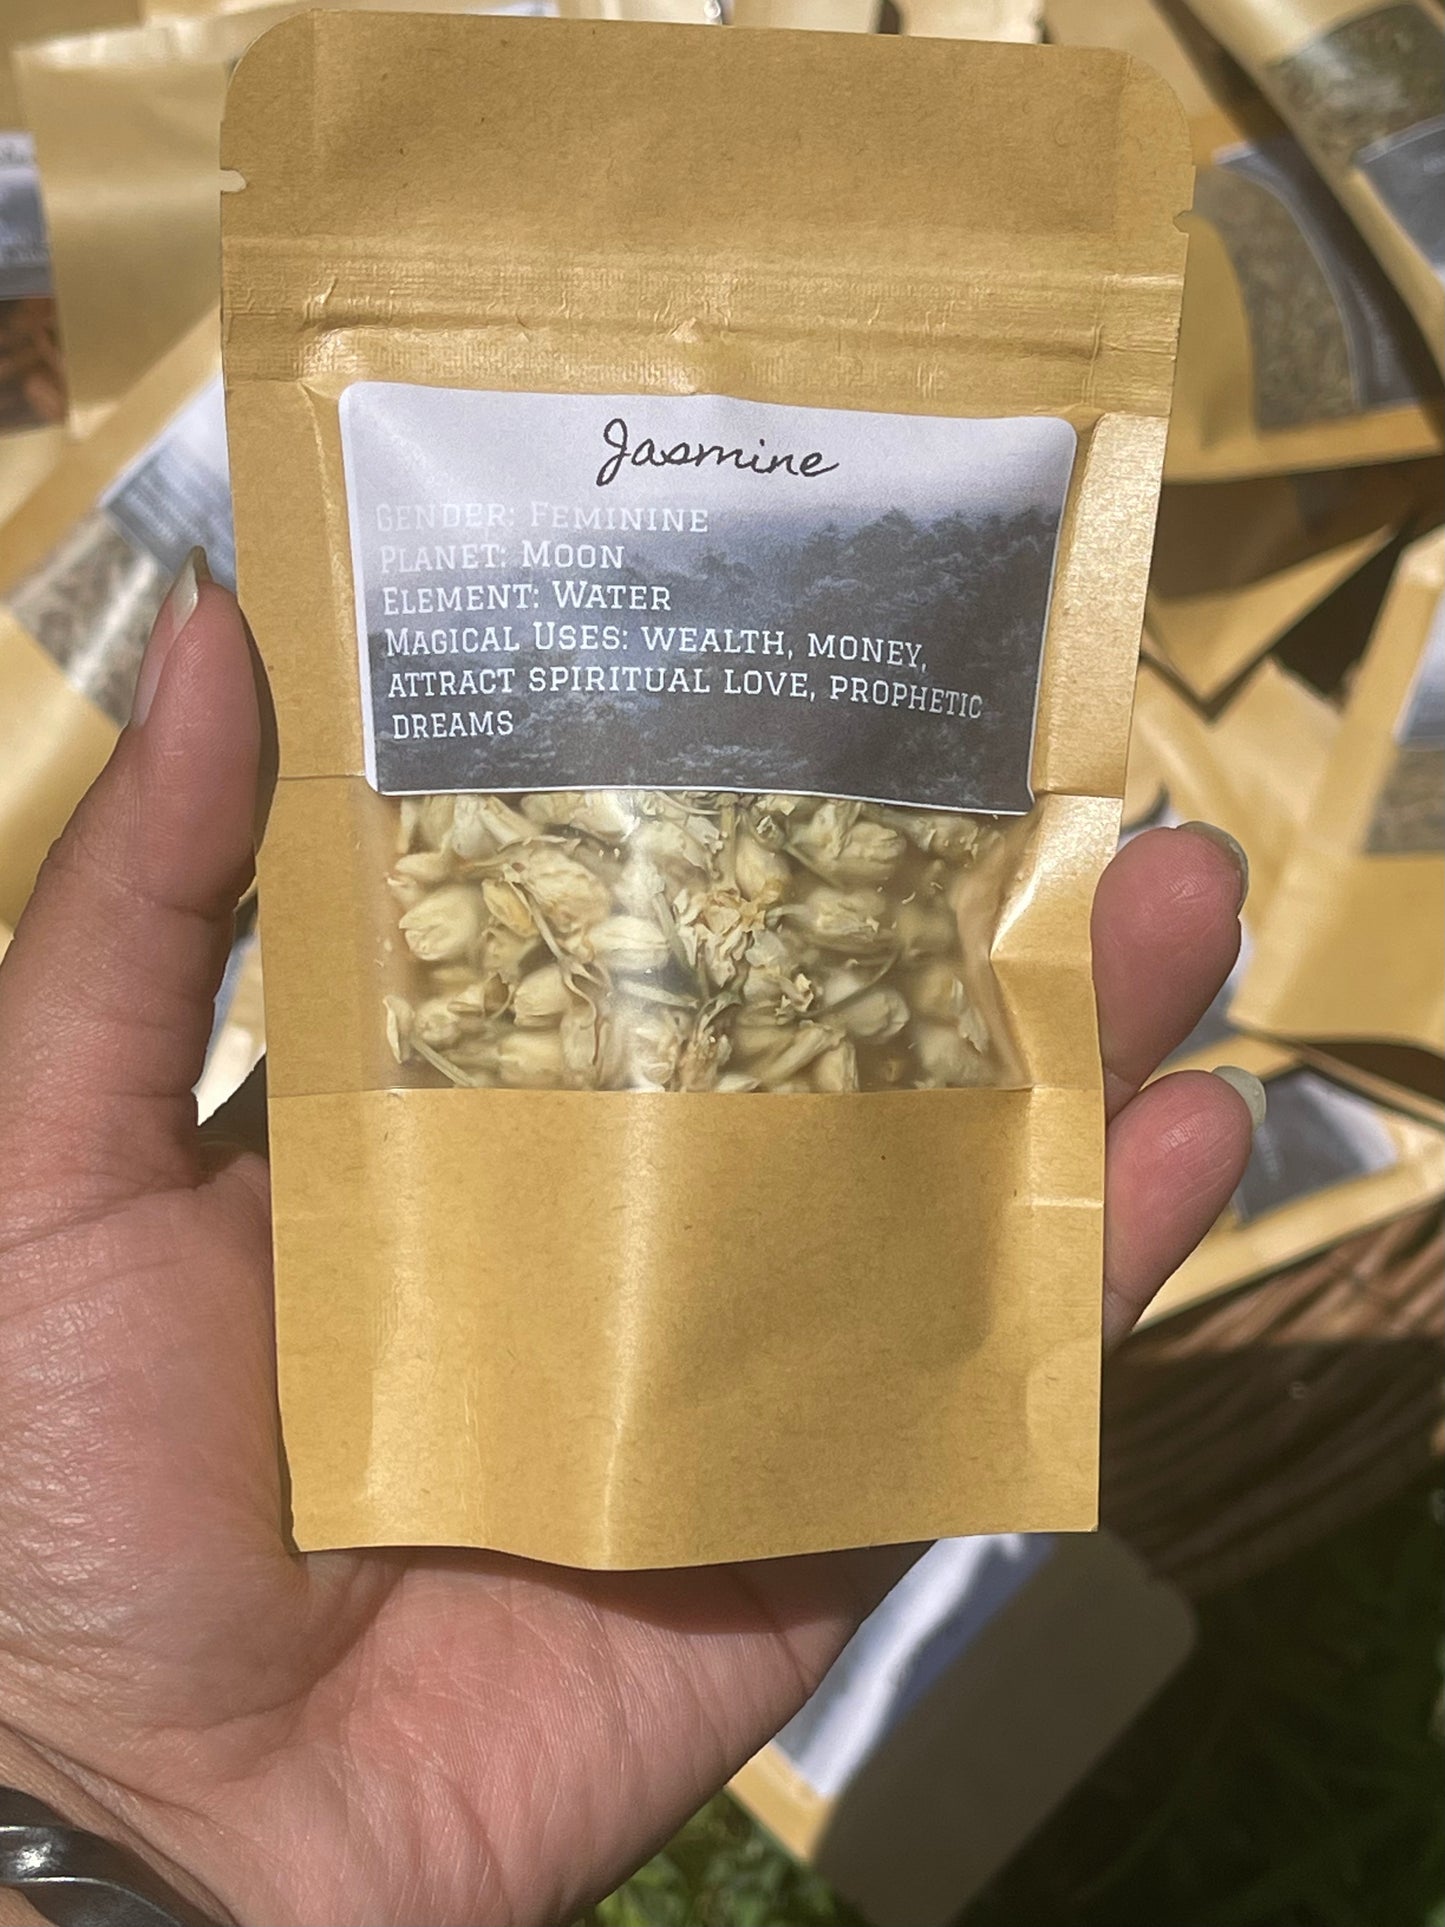 Jasmine
Gender: Feminine
Planet: Moon
Element: Water
Magical Uses: wealth, money,
attract spiritual love, prophetic
dreams